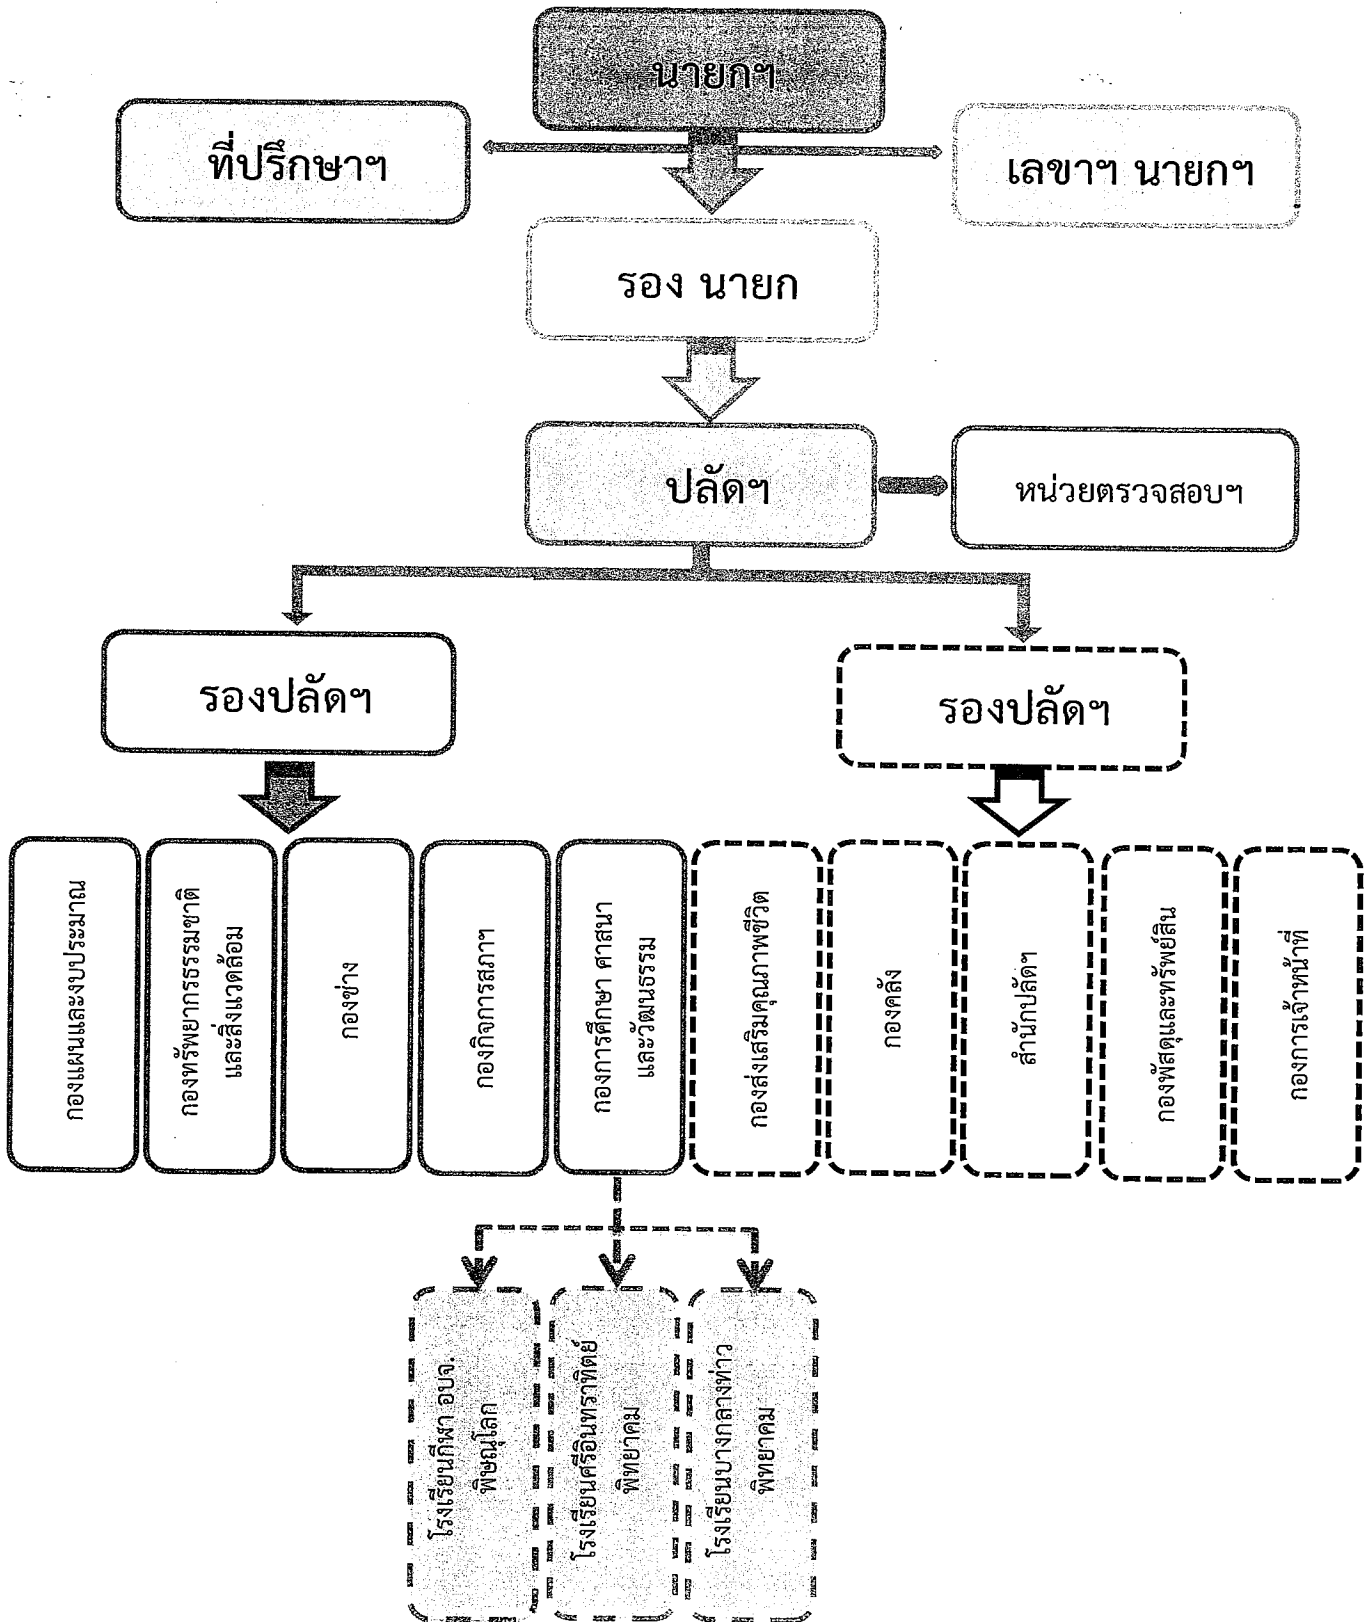 นายกฯ
ที่ปรึกษาฯ
เลขาฯ นายกฯ
รอง นายก
ปลัดฯ
หน่วยตรวจสอบฯ
รองปลัดฯ
รองปลัดฯ
กองแผนและงบประมาณ
กองทรัพยากรธรรมชาติ
และสิ่งแวดล้อม
กองช่าง
กองกิจการสภาฯ
กองการศึกษา ศาสนา
และวัฒนธรรม
กองส่งเสริมคุณภาพชีวิต
กองคลัง
สำนักปลัดฯ
กองพัสดุและทรัพย์สิน
กองการเจ้าหน้าที่
โรงเรียนกีฬา อบจ.
พิษณุโลก
โรงเรียนศรีอินทราทิตย์
พิทยาคม
โรงเรียนบางกลางท่าว
พิทยาคม